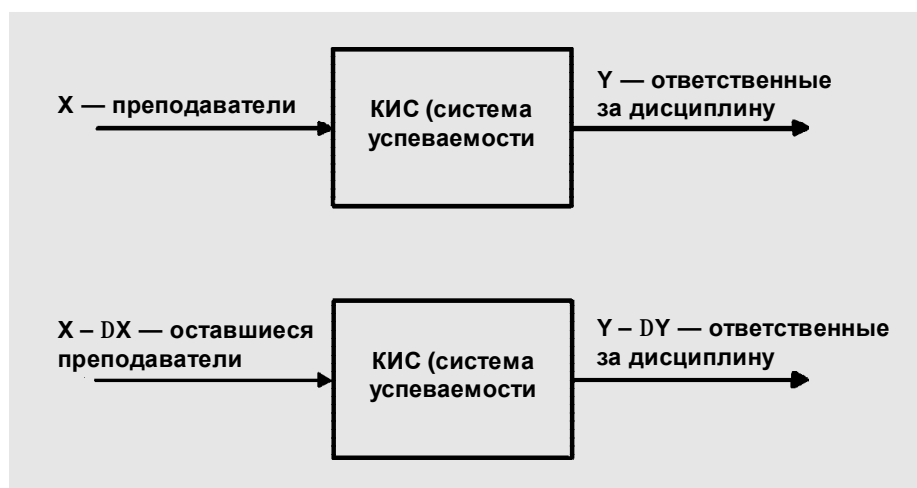 X — преподаватели
КИС (система
успеваемости
Y — ответственные
за дисциплину
X – DX — оставшиеся
преподаватели
КИС (система
успеваемости
Y – DY — ответственные
за дисциплину